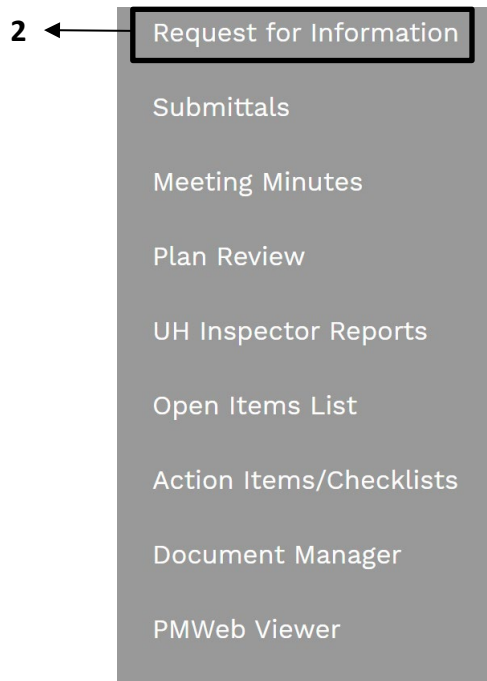 2 Request for Information
Submittals
Meeting Minutes
Plan Review
UH Inspector Reports
Open Items List
Action Items/Checklists
Document Manager
PMWeb Viewer